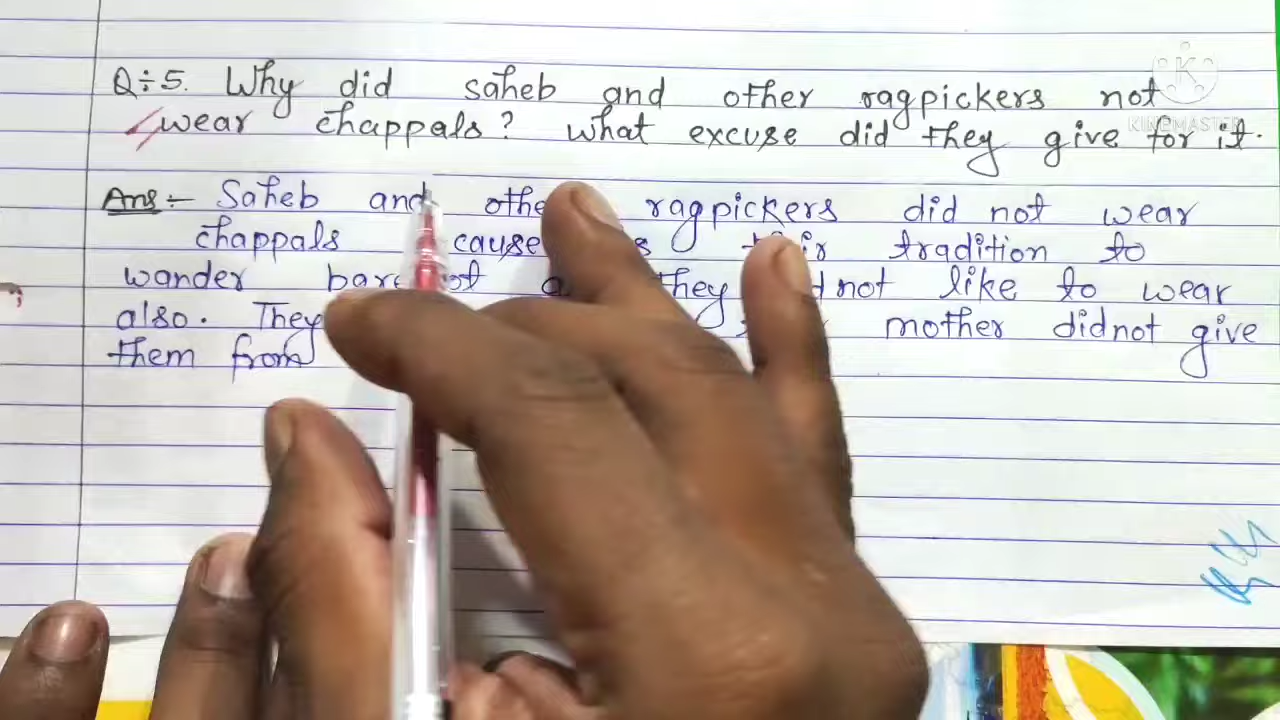 Q÷5. Why did saheb and other ragpickers not
wear chappals? What excuse did they give for it.
Ans:- Saheb and othe ragpickers did not wear
chappals cause tradition to
wander they not like to wear
also. They mother didnot give
them from
KINEMASTER